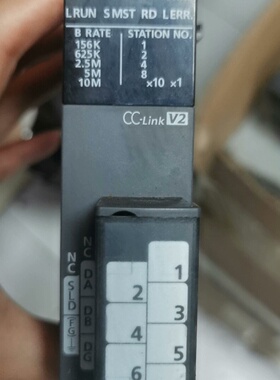 L RUN S MST RD L ERR.
B RATE STATION NO.
156K 1
625K 2
2.5M 4
5M 8
10M ×10 ×1
CC-Link V2
NC
NC DA
SLD DB
(FG) DG
1
2
3
4
5
6